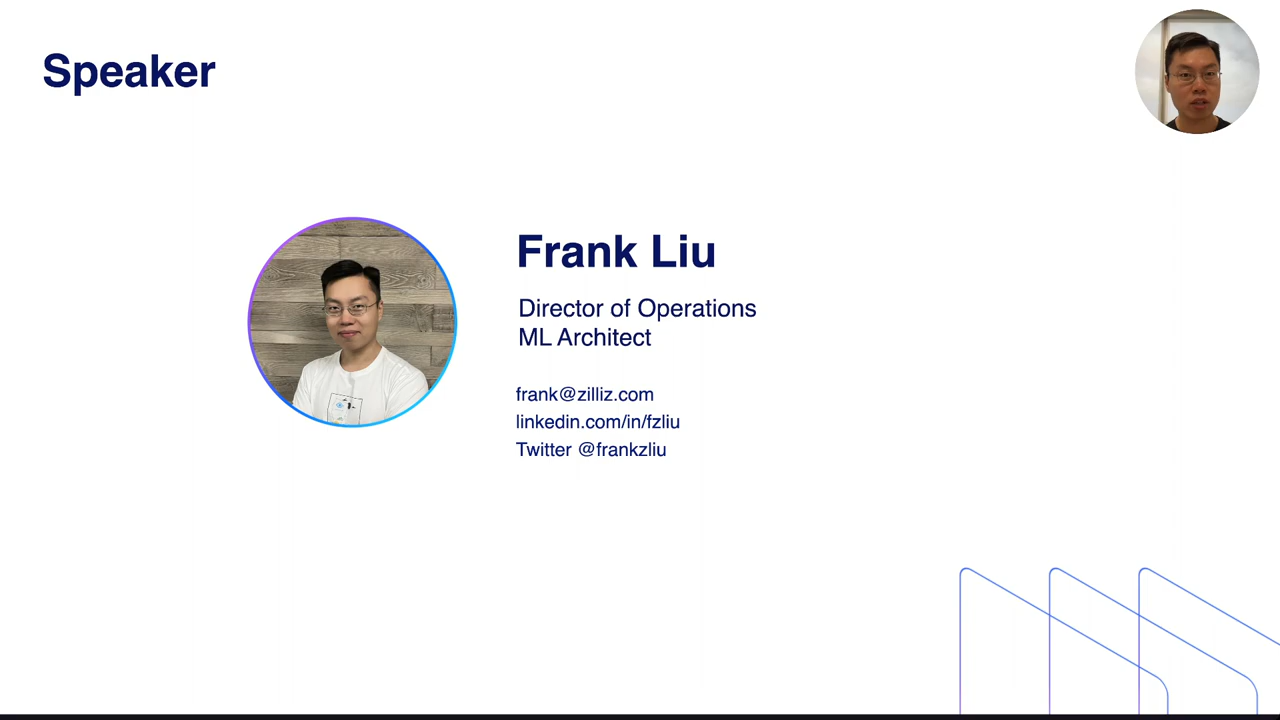 Speaker
Frank Liu
Director of Operations
ML Architect
frank@zilliz.com
linkedin.com/in/fzliu
Twitter @frankzliu